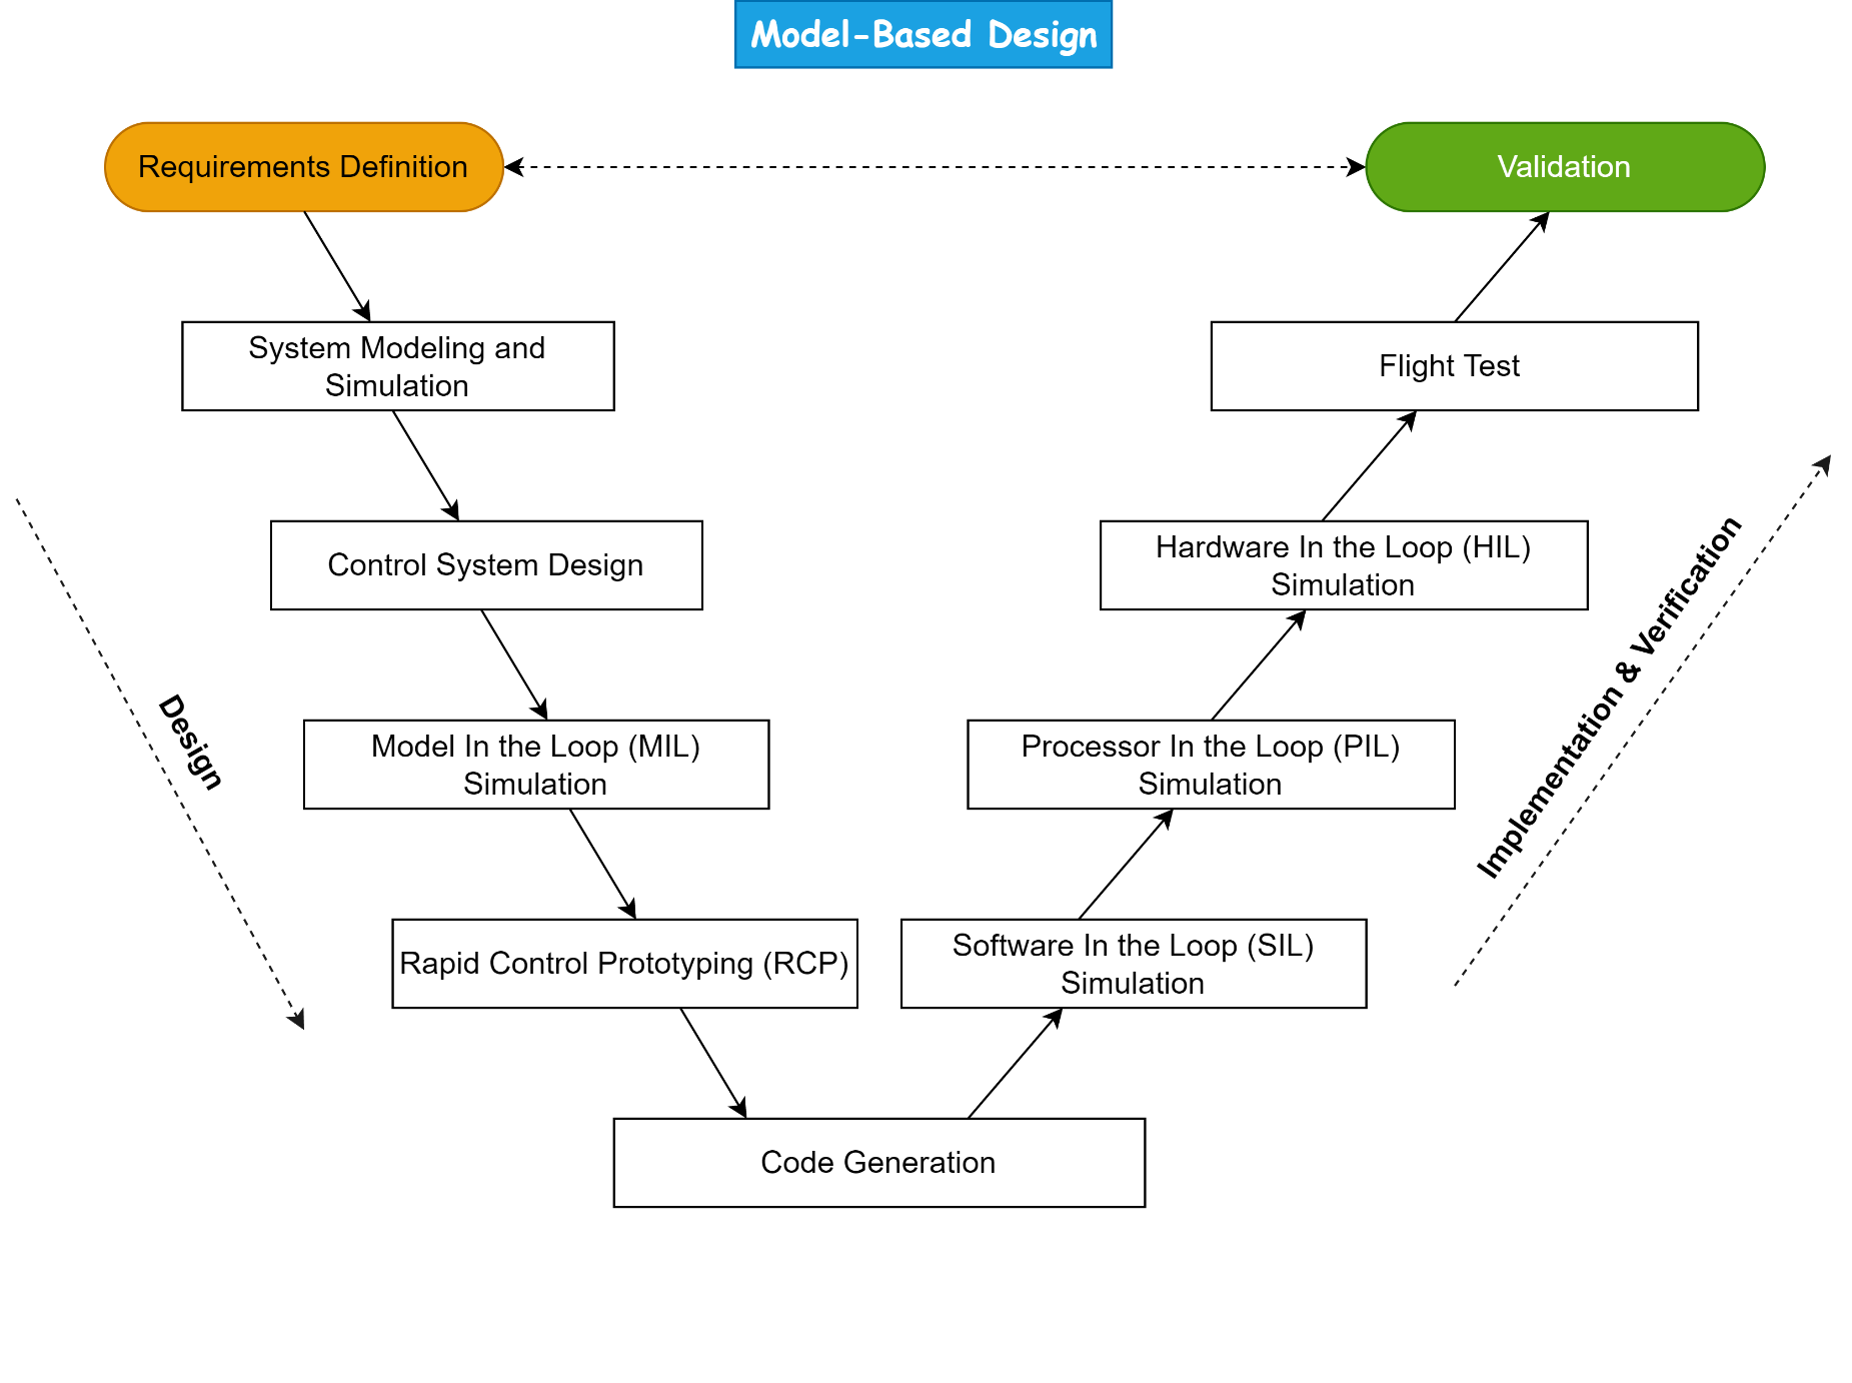 Model-Based Design
Requirements Definition
Validation
System Modeling and
Simulation
Flight Test
Control System Design
Hardware In the Loop (HIL)
Simulation
Design
Model In the Loop (MIL)
Simulation
Processor In the Loop (PIL)
Simulation
Implementation & Verification
Rapid Control Prototyping (RCP)
Software In the Loop (SIL)
Simulation
Code Generation